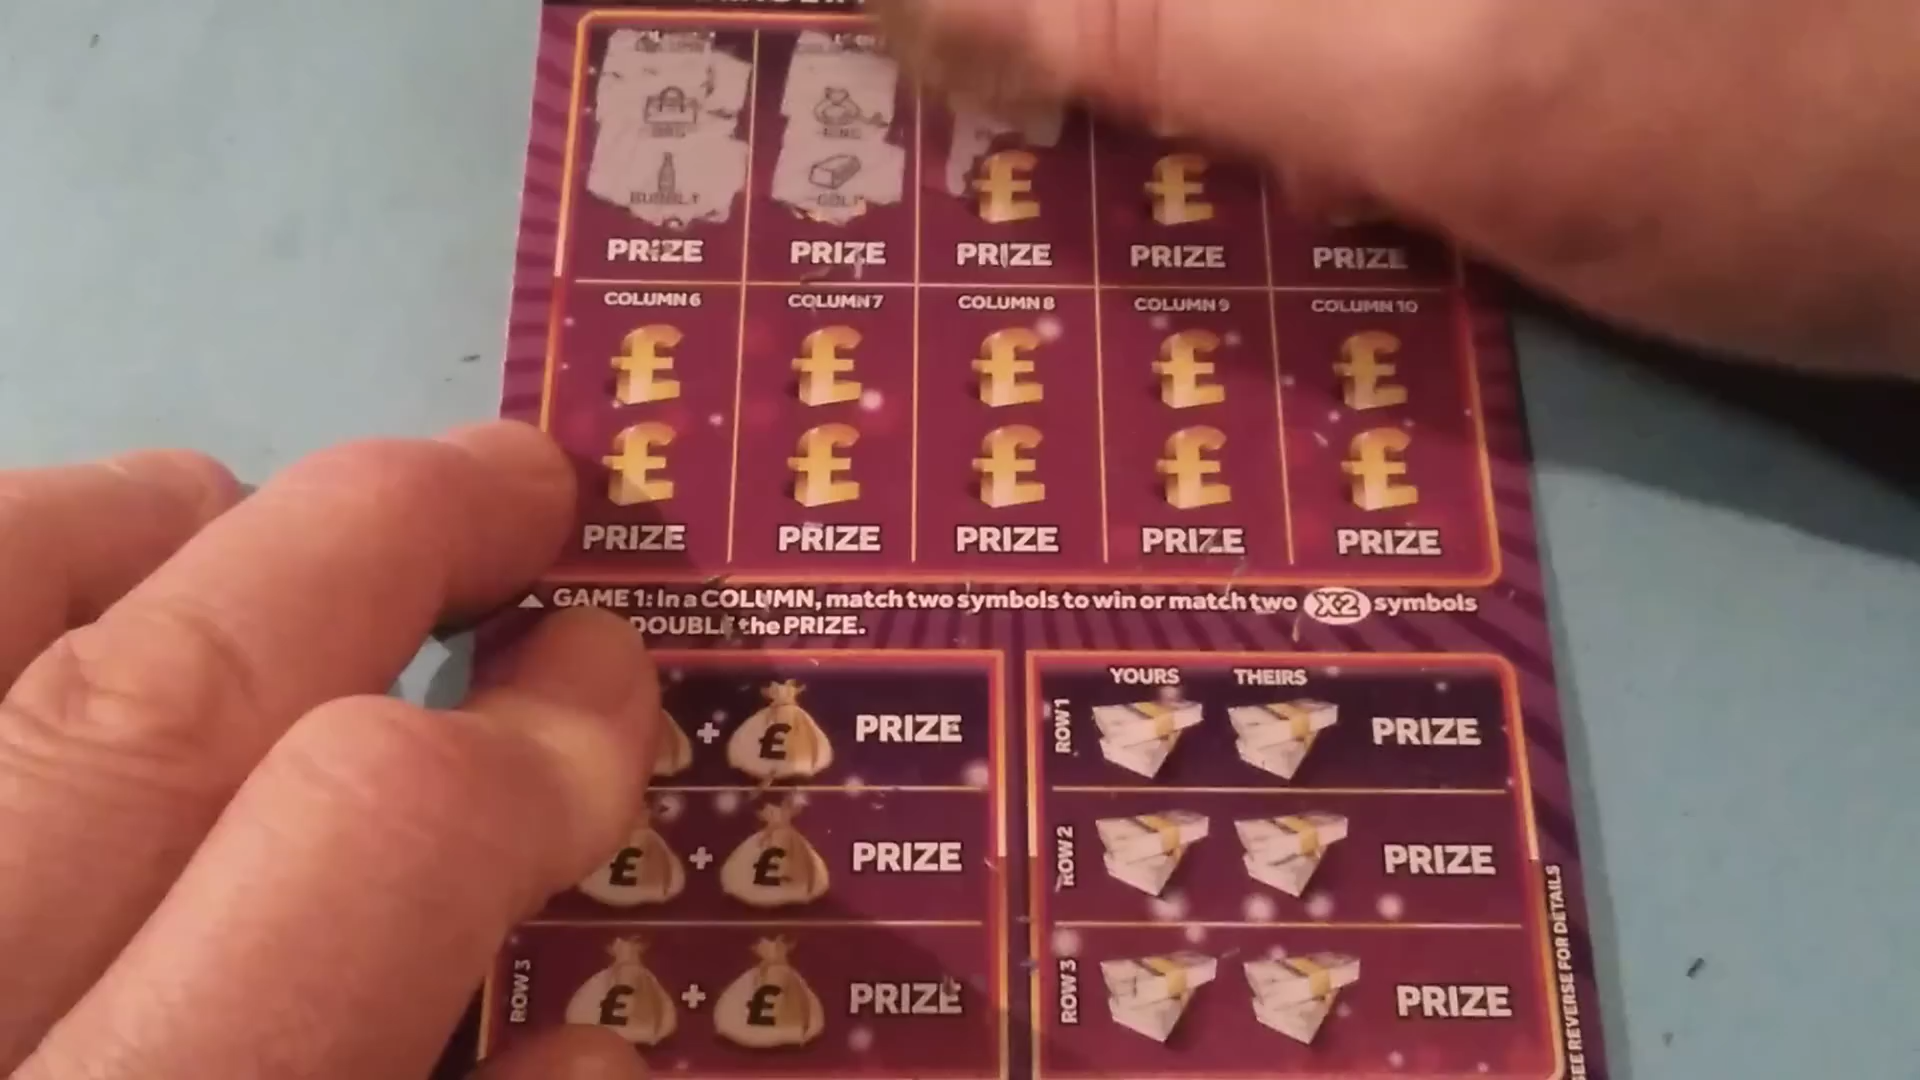 BAG RING
BUBBLY GOLD
PRIZE PRIZE PRIZE PRIZE PRIZE
COLUMN 6 COLUMN 7 COLUMN 8 COLUMN 9 COLUMN 10
£ £ £ £ £
£ £ £ £ £
PRIZE PRIZE PRIZE PRIZE PRIZE
GAME 1: In a COLUMN, match two symbols to win or match two X2 symbols
DOUBLE the PRIZE.
+ £ PRIZE
£ + £ PRIZE
ROW 3 £ + £ PRIZE
YOURS THEIRS
ROW 1 PRIZE
ROW 2 PRIZE
ROW 3 PRIZE
SEE REVERSE FOR DETAILS